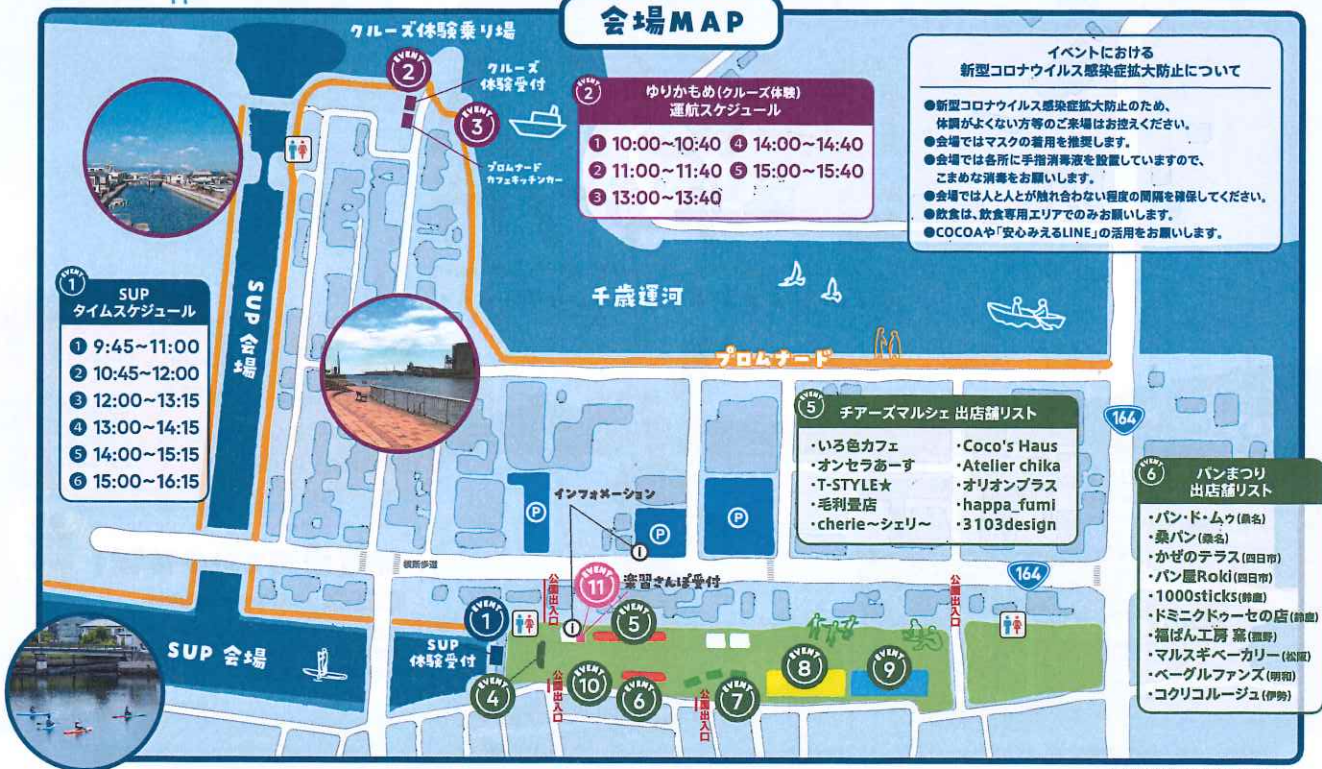 会場MAP
クルーズ体験乗り場
EVENT
2
クルーズ
体験受付
EVENT
3
プロムナード
カフェキッチンカー
EVENT
2
ゆりかもめ(クルーズ体験)
運航スケジュール
1 10:00~10:40 4 14:00~14:40
2 11:00~11:40 5 15:00~15:40
3 13:00~13:40
イベントにおける
新型コロナウイルス感染症拡大防止について
●新型コロナウイルス感染症拡大防止のため、
体調がよくない方等のご来場はお控えください。
●会場ではマスクの着用を推奨します。
●会場では各所に手指消毒液を設置していますので、
こまめな消毒をお願いします。
●会場では人と人とが触れ合わない程度の間隔を確保してください。
●飲食は、飲食専用エリアでのみお願いします。
●COCOAや「安心みえるLINE」の活用をお願いします。
EVENT
1
SUP
タイムスケジュール
1 9:45~11:00
2 10:45~12:00
3 12:00~13:15
4 13:00~14:15
5 14:00~15:15
6 15:00~16:15
SUP 会場
千歳運河
プロムナード
EVENT
5
チアーズマルシェ 出店舗リスト
・いろ色カフェ
・オンセラあーす
・T-STYLE★
・毛利畳店
・cherie~シェリ~
・Coco's Haus
・Atelier chika
・オリオンプラス
・happa_fumi
・3103design
164
EVENT
6
パンまつり
出店舗リスト
・パン・ド・ムゥ(桑名)
・桑パン(桑名)
・かぜのテラス(四日市)
・パン屋Roki(四日市)
・1000sticks(鈴鹿)
・ドミニクドゥーセの店(鈴鹿)
・福ぱん工房 窯(熊野)
・マルスギベーカリー(松阪)
・ベーグルファンズ(明和)
・コクリコルージュ(伊勢)
インフォメーション
P
P
P
I
横断歩道
164
公園出入口
EVENT
11
楽習さんぽ受付
公園出入口
EVENT
1
I
EVENT
5
SUP 会場
SUP
体験受付
EVENT
4
公園出入口
EVENT
10
EVENT
6
公園出入口
EVENT
7
EVENT
8
EVENT
9